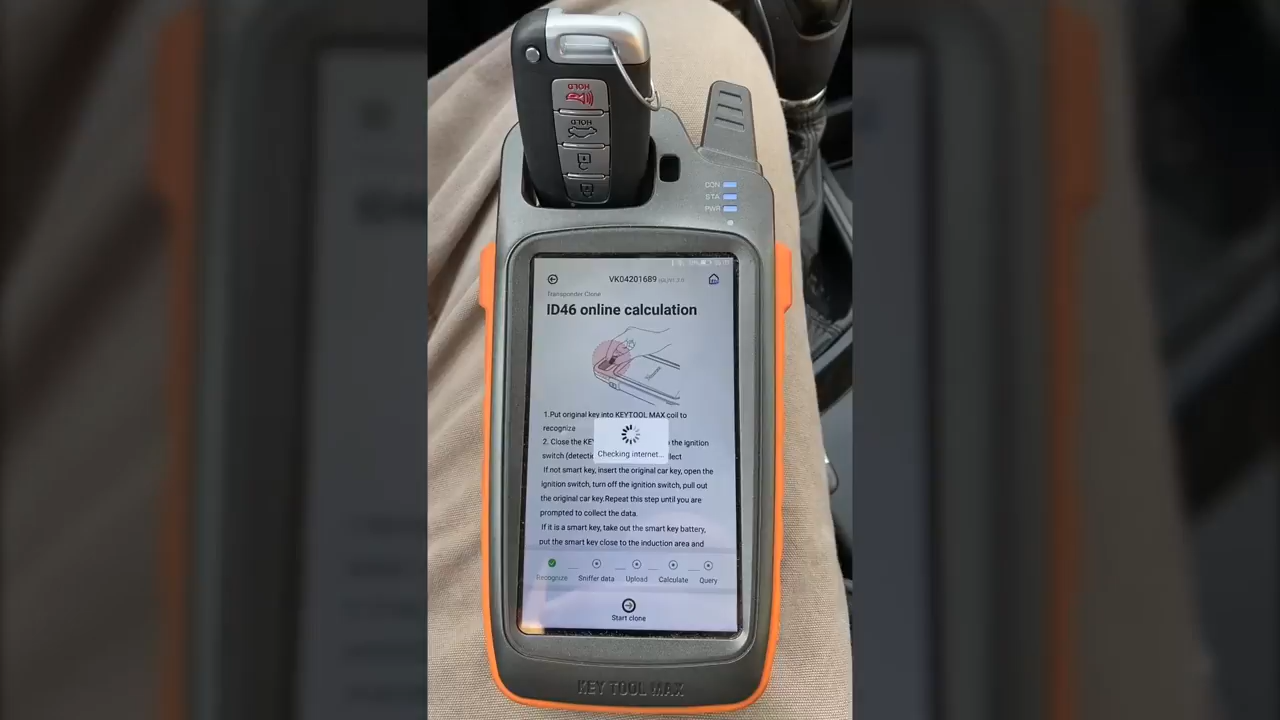 HOLD
HOLD
CON
STA
PWR
VK04201689
Transponder Clone
ID46 online calculation
1.Put original key into KEYTOOL MAX coil to
recognize
2. Close the KEY the ignition
switch
Checking internet...
If not smart key, insert the original car key, open the
ignition switch, turn off the ignition switch, pull out
the original car key.Repeat this step until you are
prompted to collect the data.
If it is a smart key, take out the smart key battery,
put the smart key close to the induction area and
Recognize Sniffer data Upload Calculate Query
Start clone
KEY TOOL MAX